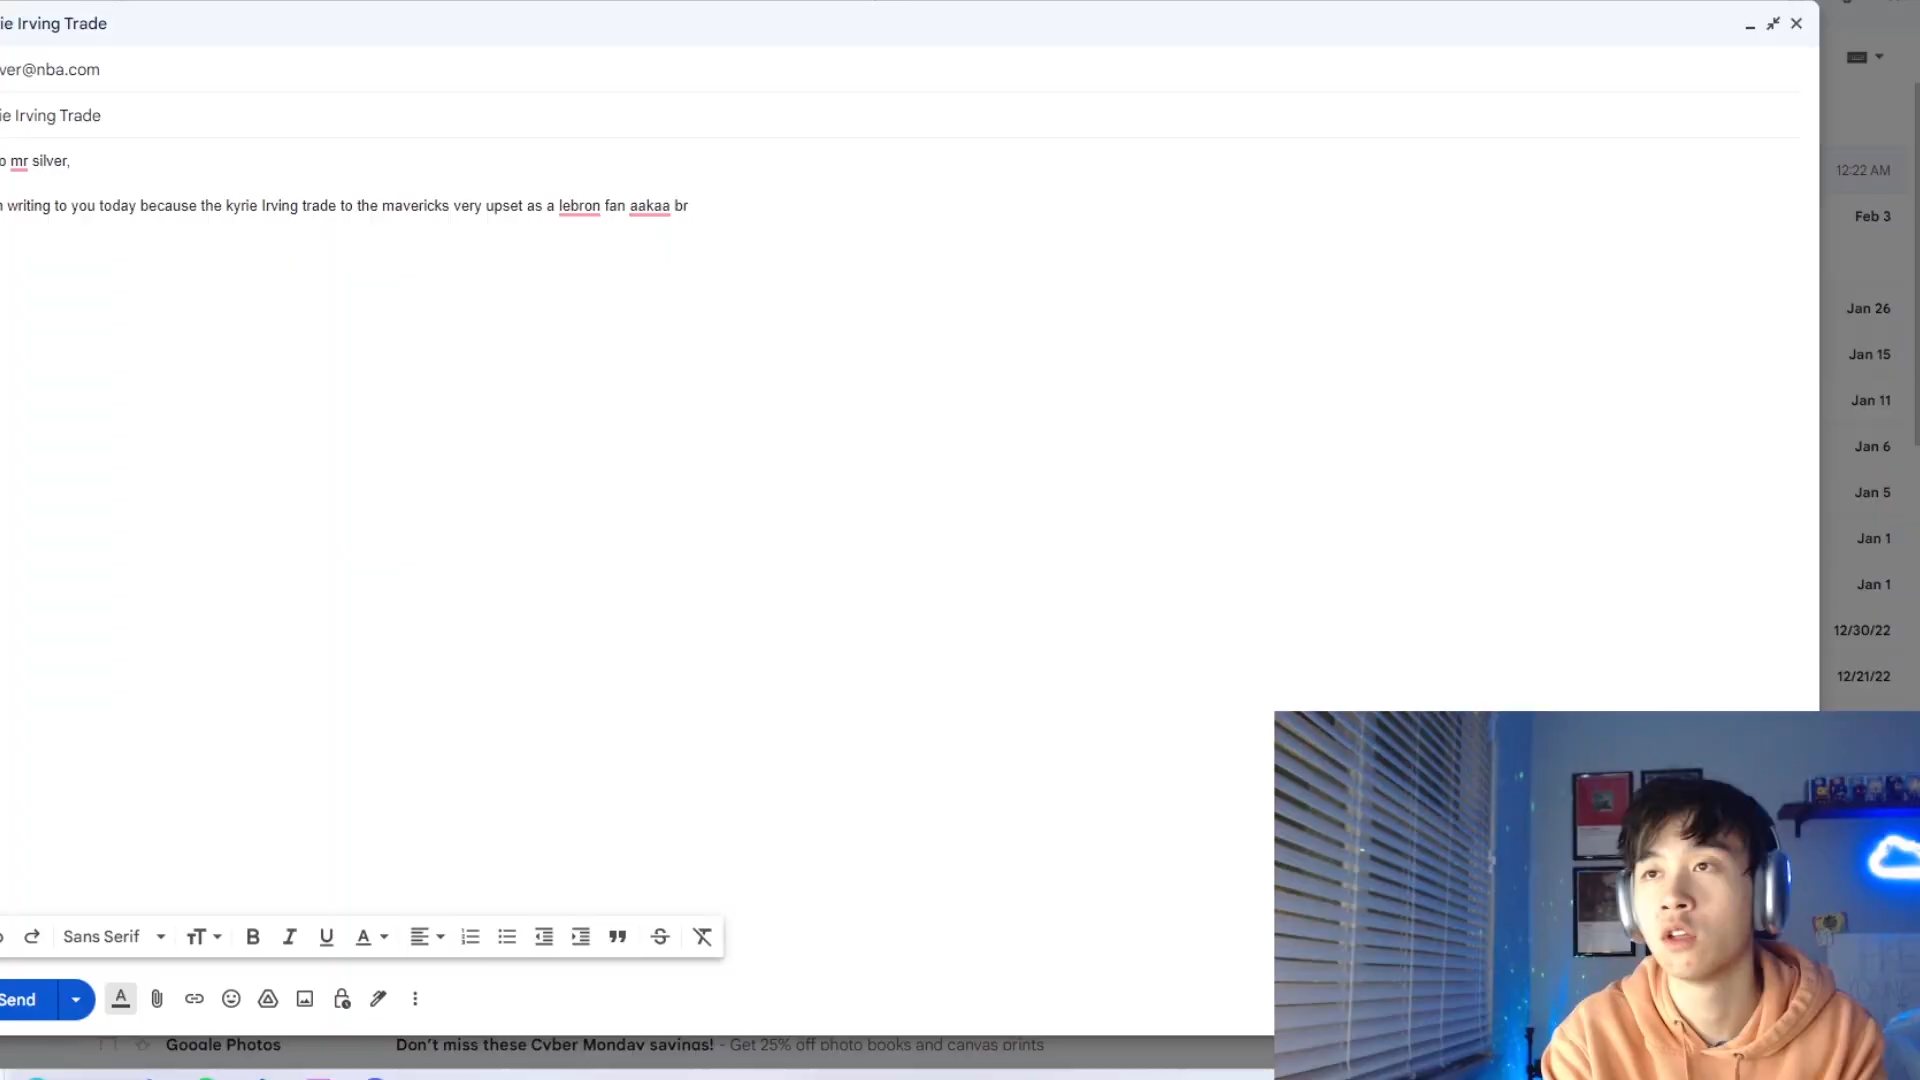 ie Irving Trade
ver@nba.com
ie Irving Trade
o mr silver,
writing to you today because the kyrie Irving trade to the mavericks very upset as a lebron fan aakaa br
12:22 AM
Feb 3
Jan 26
Jan 15
Jan 11
Jan 6
Jan 5
Jan 1
Jan 1
12/30/22
12/21/22
Sans Serif
Send
Google Photos
Don't miss these Cyber Monday savings! - Get 25% off photo books and canvas prints